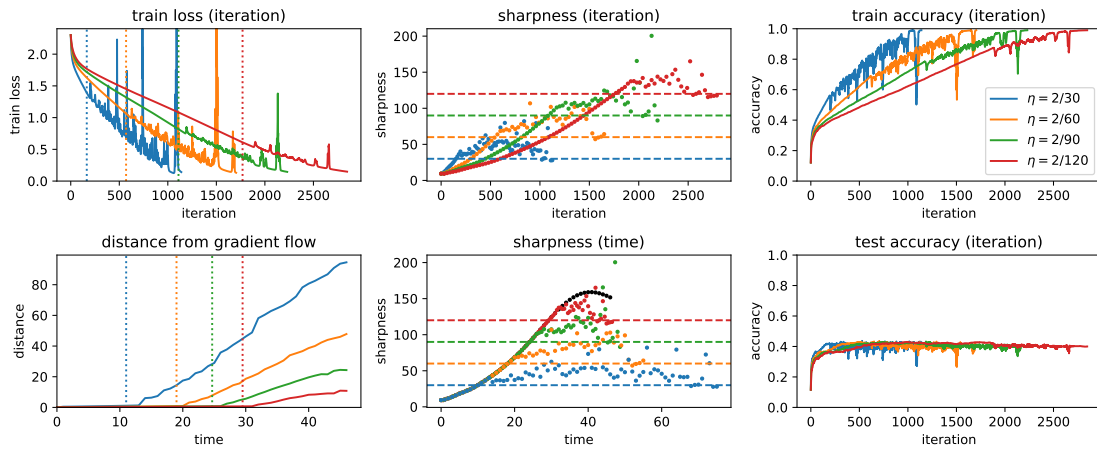 train loss (iteration)
train loss
2.0
1.5
1.0
0.5
0.0
0 500 1000 1500 2000 2500
iteration
sharpness (iteration)
sharpness
200
150
100
50
0
0 500 1000 1500 2000 2500
iteration
train accuracy (iteration)
accuracy
1.0
0.8
0.6
0.4
0.2
0.0
0 500 1000 1500 2000 2500
iteration
η = 2/30
η = 2/60
η = 2/90
η = 2/120
distance from gradient flow
distance
80
60
40
20
0
0 10 20 30 40
time
sharpness (time)
sharpness
200
150
100
50
0
0 20 40 60
time
test accuracy (iteration)
accuracy
1.0
0.8
0.6
0.4
0.2
0.0
0 500 1000 1500 2000 2500
iteration